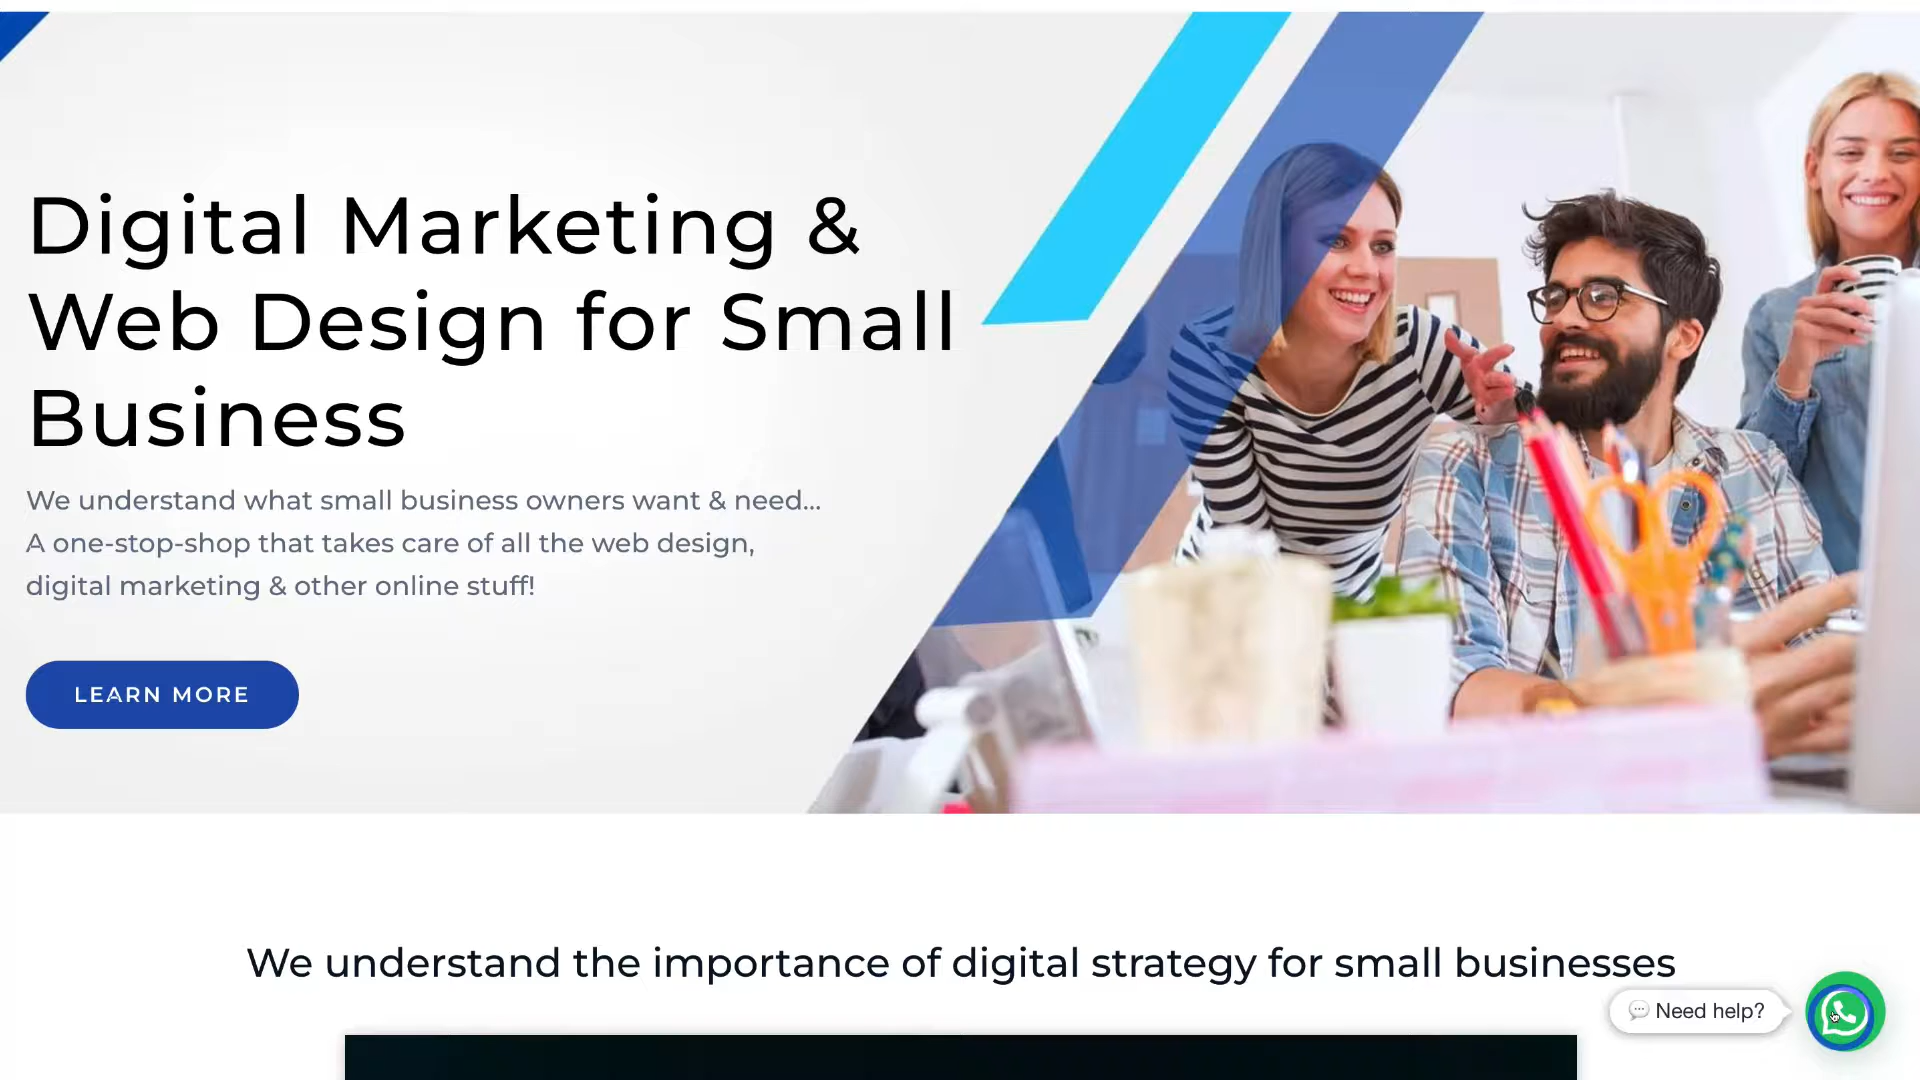 Digital Marketing &
Web Design for Small
Business
We understand what small business owners want & need...
A one-stop-shop that takes care of all the web design,
digital marketing & other online stuff!
LEARN MORE
We understand the importance of digital strategy for small businesses
Need help?